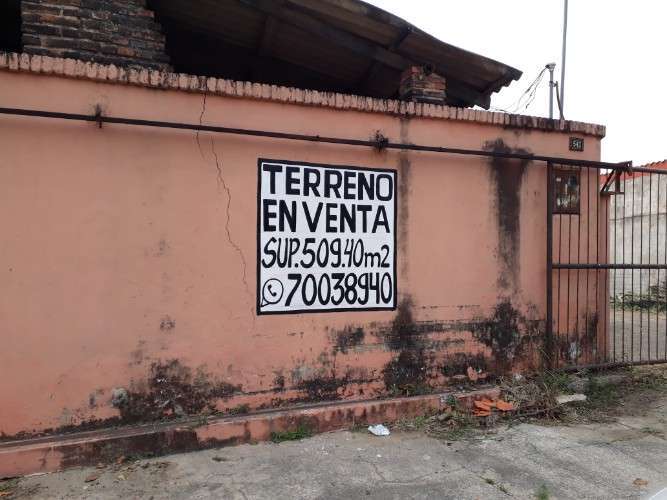 TERRENO
EN VENTA
SUP. 509.40m2
70038940